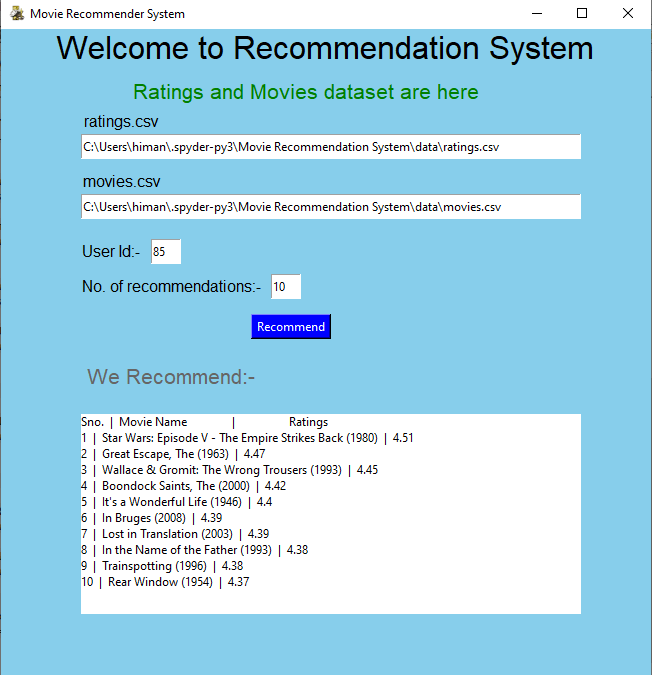 Movie Recommender System
Welcome to Recommendation System
Ratings and Movies dataset are here
ratings.csv
C:\Users\himan\.spyder-py3\Movie Recommendation System\data\ratings.csv
movies.csv
C:\Users\himan\.spyder-py3\Movie Recommendation System\data\movies.csv
User Id:- 85
No. of recommendations:- 10
Recommend
We Recommend:-
Sno. | Movie Name | Ratings
1 | Star Wars: Episode V - The Empire Strikes Back (1980) | 4.51
2 | Great Escape, The (1963) | 4.47
3 | Wallace & Gromit: The Wrong Trousers (1993) | 4.45
4 | Boondock Saints, The (2000) | 4.42
5 | It's a Wonderful Life (1946) | 4.4
6 | In Bruges (2008) | 4.39
7 | Lost in Translation (2003) | 4.39
8 | In the Name of the Father (1993) | 4.38
9 | Trainspotting (1996) | 4.38
10 | Rear Window (1954) | 4.37